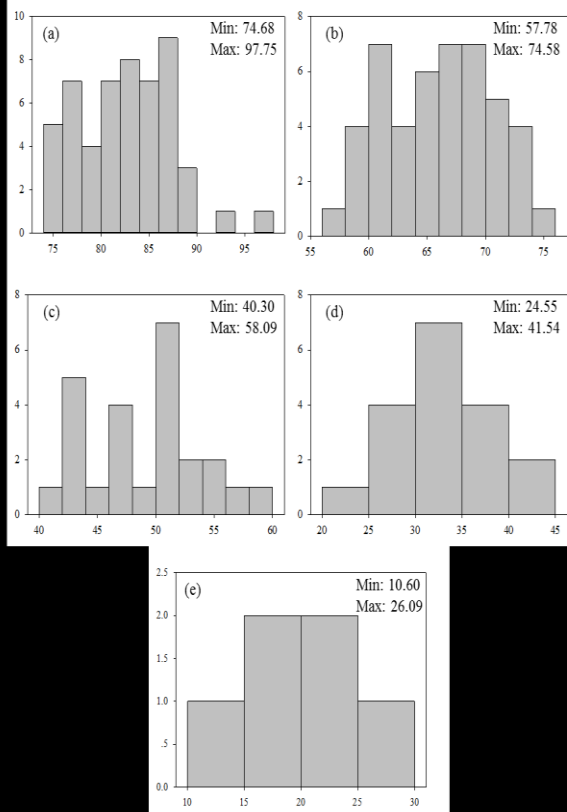 10
8
6
4
2
0
(a)
Min: 74.68
Max: 97.75
75 80 85 90 95
8
6
4
2
0
(b)
Min: 57.78
Max: 74.58
55 60 65 70 75
8
6
4
2
0
(c)
Min: 40.30
Max: 58.09
40 45 50 55 60
8
6
4
2
0
(d)
Min: 24.55
Max: 41.54
20 25 30 35 40 45
2.5
2.0
1.5
1.0
.5
0
(e)
Min: 10.60
Max: 26.09
10 15 20 25 30